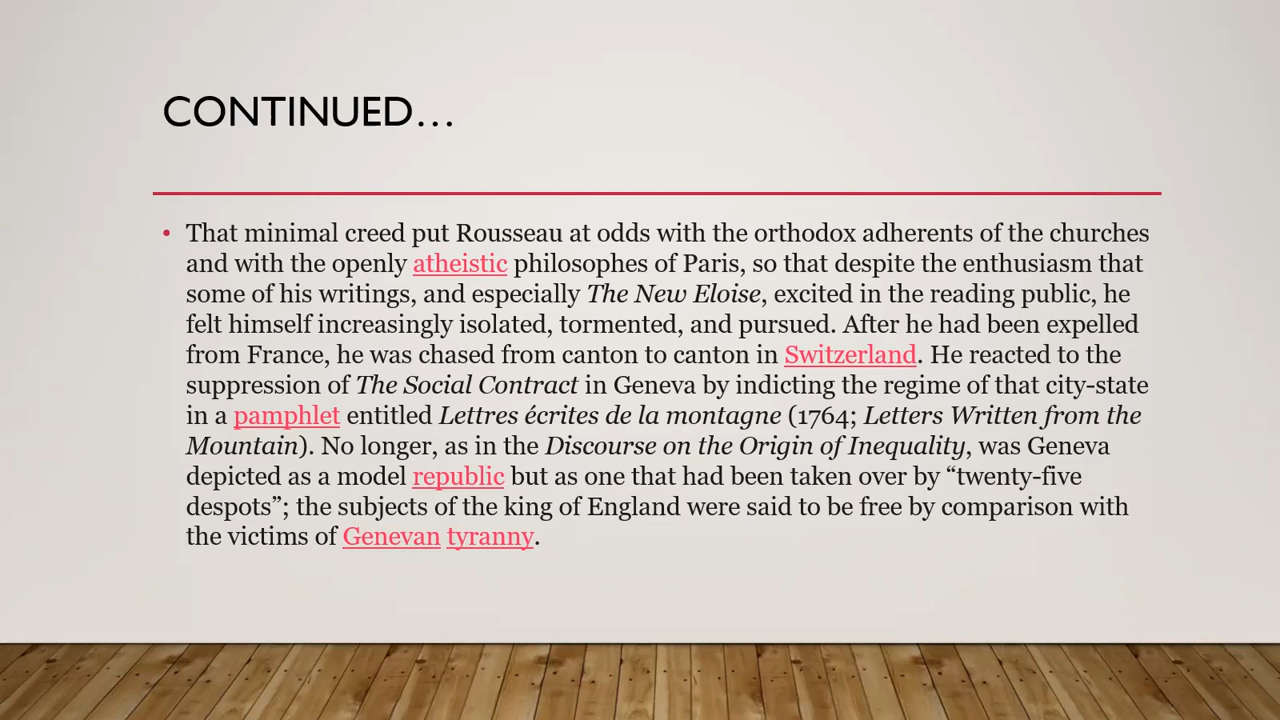 CONTINUED…
• That minimal creed put Rousseau at odds with the orthodox adherents of the churches
and with the openly atheistic philosophes of Paris, so that despite the enthusiasm that
some of his writings, and especially The New Eloise, excited in the reading public, he
felt himself increasingly isolated, tormented, and pursued. After he had been expelled
from France, he was chased from canton to canton in Switzerland. He reacted to the
suppression of The Social Contract in Geneva by indicting the regime of that city-state
in a pamphlet entitled Lettres écrites de la montagne (1764; Letters Written from the
Mountain). No longer, as in the Discourse on the Origin of Inequality, was Geneva
depicted as a model republic but as one that had been taken over by “twenty-five
despots”; the subjects of the king of England were said to be free by comparison with
the victims of Genevan tyranny.